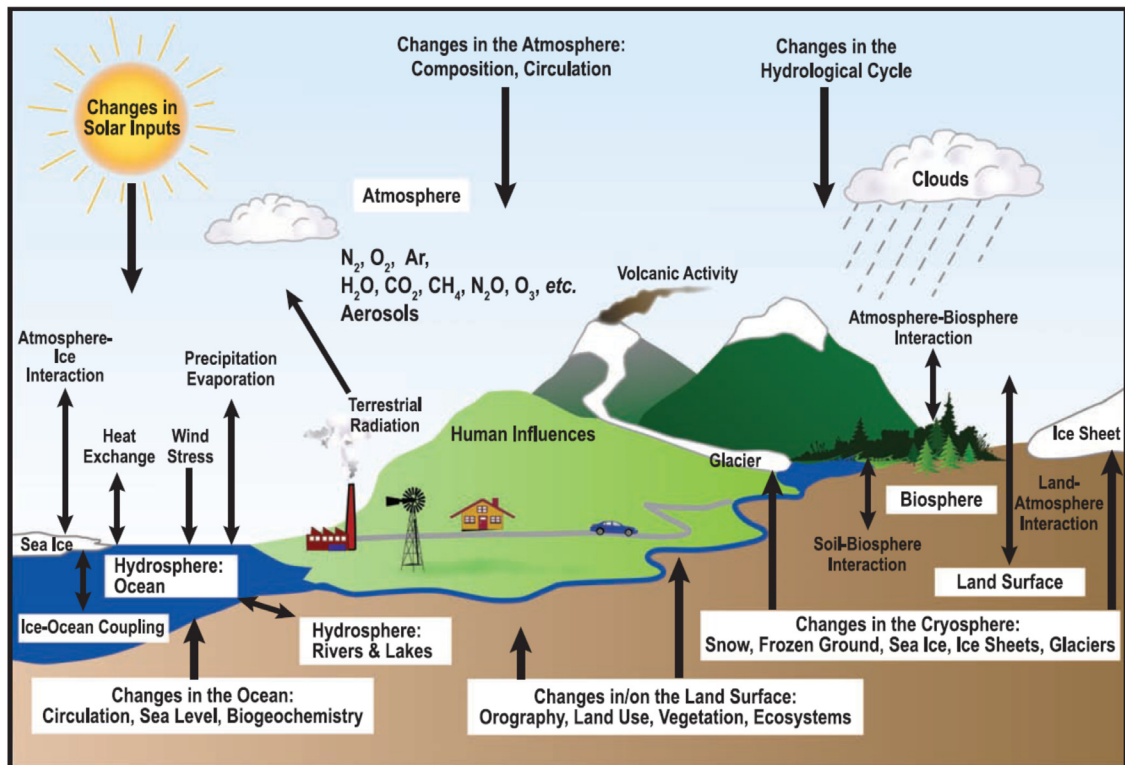 Changes in the Atmosphere:
Composition, Circulation
Changes in the
Hydrological Cycle
Changes in
Solar Inputs
Clouds
Atmosphere
N₂, O₂, Ar,
H₂O, CO₂, CH₄, N₂O, O₃, etc.
Aerosols
Volcanic Activity
Atmosphere-
Ice
Interaction
Precipitation
Evaporation
Atmosphere-Biosphere
Interaction
Terrestrial
Radiation
Heat
Exchange
Wind
Stress
Human Influences
Ice Sheet
Glacier
Biosphere
Land-
Atmosphere
Interaction
Sea Ice
Soil-Biosphere
Interaction
Hydrosphere:
Ocean
Land Surface
Ice-Ocean Coupling
Hydrosphere:
Rivers & Lakes
Changes in the Cryosphere:
Snow, Frozen Ground, Sea Ice, Ice Sheets, Glaciers
Changes in the Ocean:
Circulation, Sea Level, Biogeochemistry
Changes in/on the Land Surface:
Orography, Land Use, Vegetation, Ecosystems